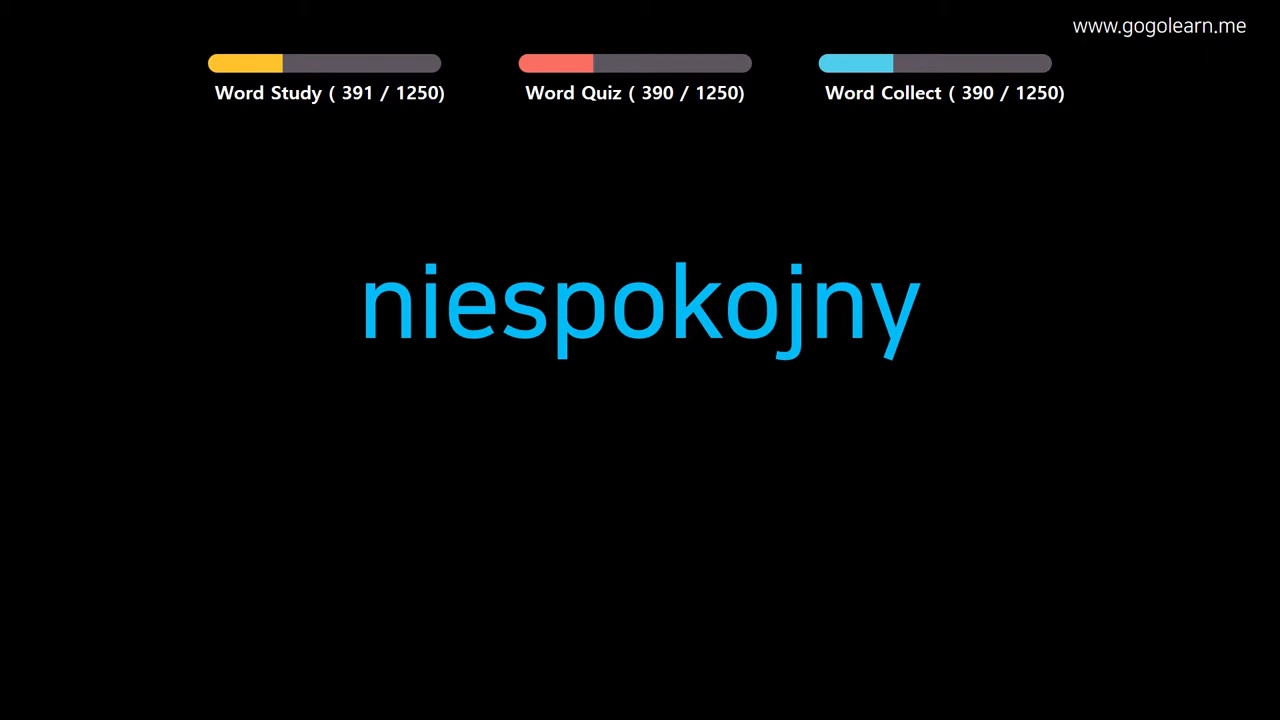 www.gogolearn.me
Word Study ( 391 / 1250)
Word Quiz ( 390 / 1250)
Word Collect ( 390 / 1250)
niespokojny